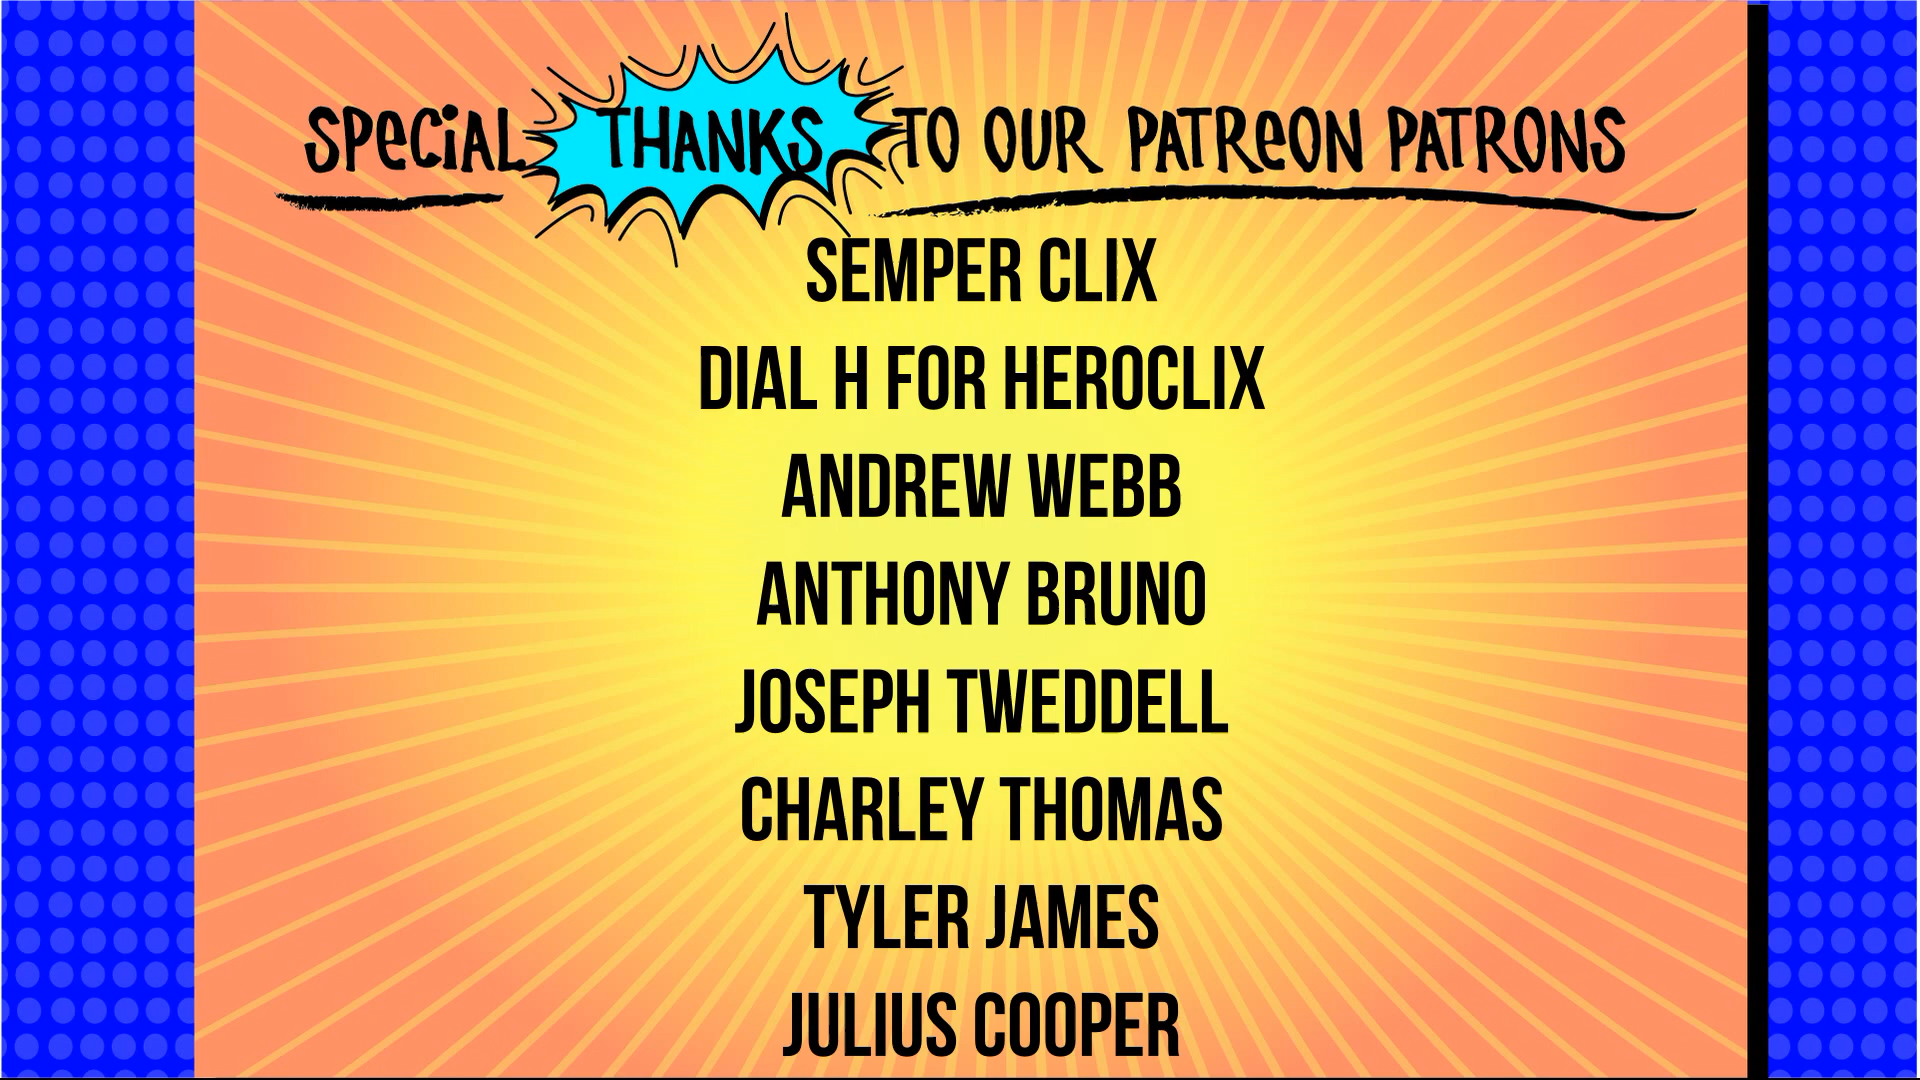 SPECIAL THANKS TO OUR PATREON PATRONS
SEMPER CLIX
DIAL H FOR HEROCLIX
ANDREW WEBB
ANTHONY BRUNO
JOSEPH TWEDDELL
CHARLEY THOMAS
TYLER JAMES
JULIUS COOPER